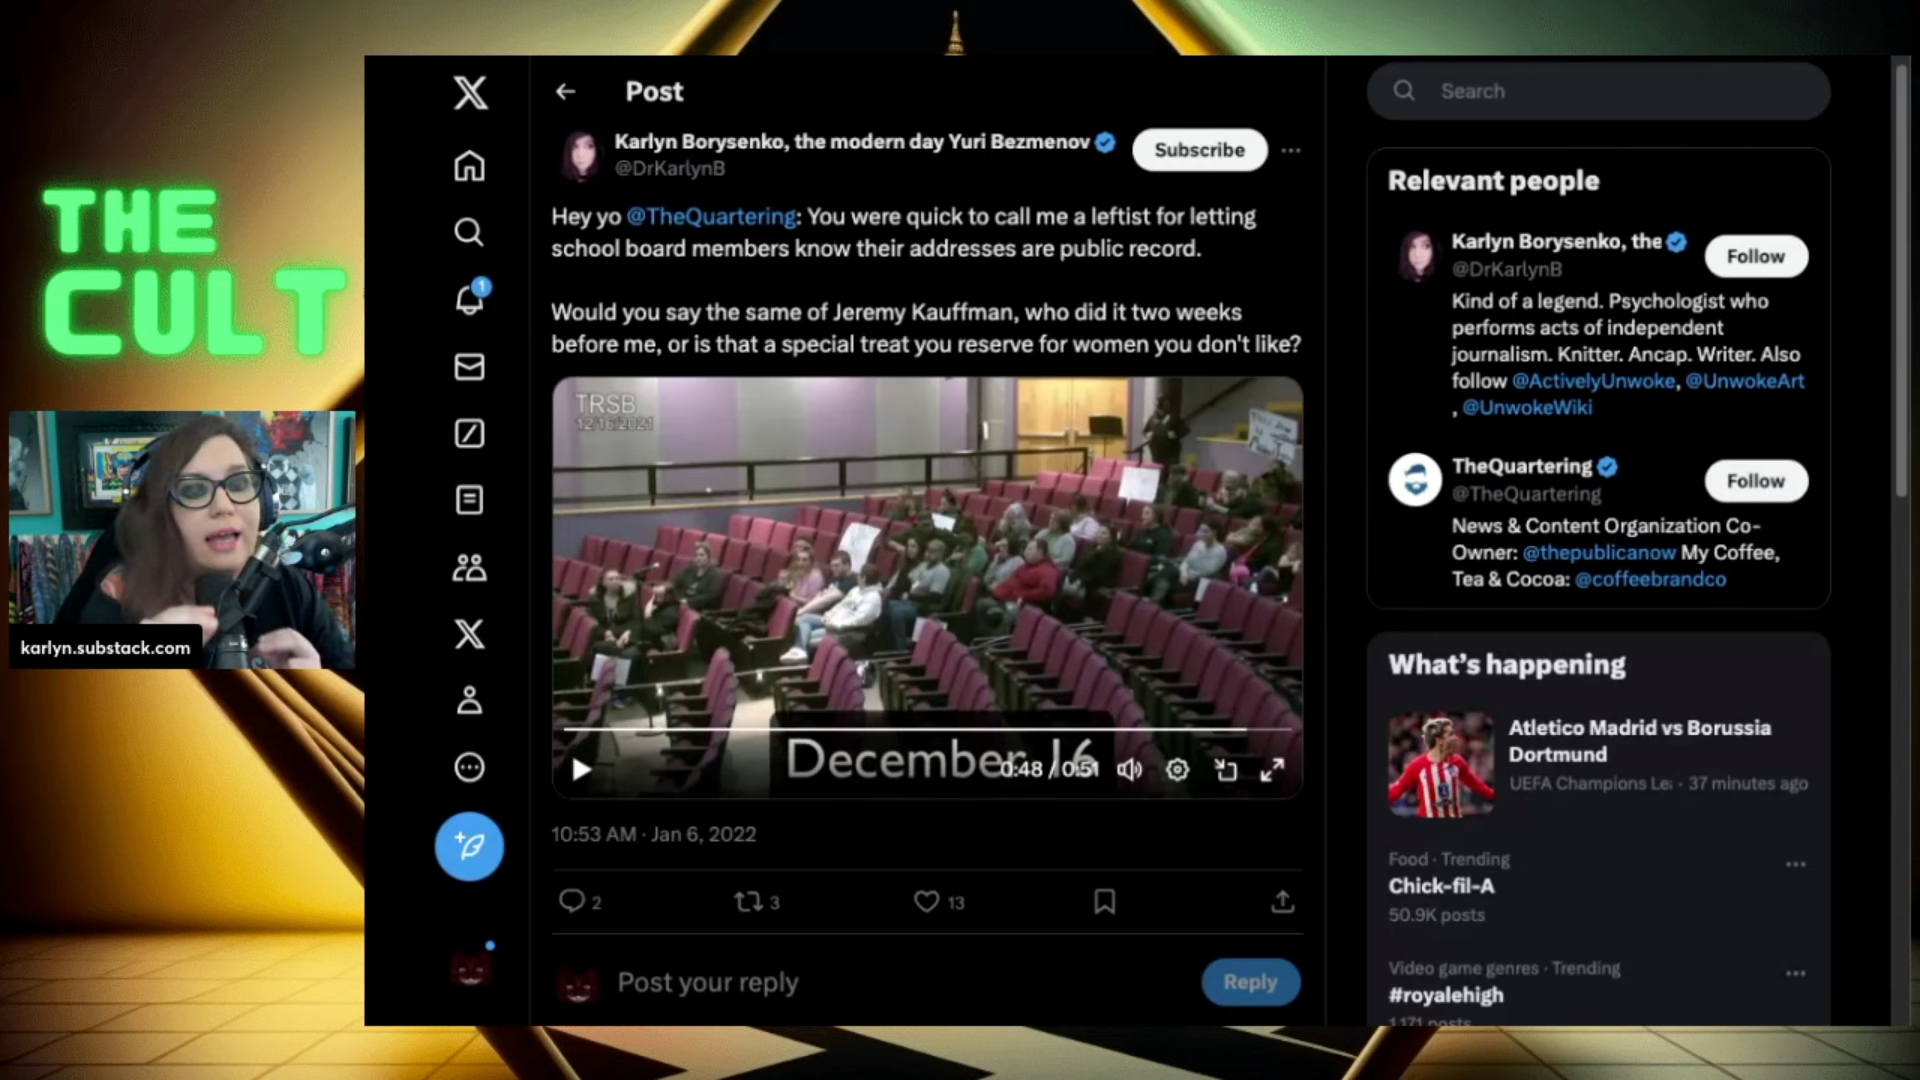 THE
CULT
karlyn.substack.com
Post
Karlyn Borysenko, the modern day Yuri Bezmenov
@DrKarlynB
Subscribe
Hey yo @TheQuartering: You were quick to call me a leftist for letting
school board members know their addresses are public record.
Would you say the same of Jeremy Kauffman, who did it two weeks
before me, or is that a special treat you reserve for women you don't like?
TRSB
12/16/2021
December 16
0:48 / 0:51
10:53 AM · Jan 6, 2022
2
3
13
Post your reply
Reply
1
Search
Relevant people
Karlyn Borysenko, the
@DrKarlynB
Follow
Kind of a legend. Psychologist who
performs acts of independent
journalism. Knitter. Ancap. Writer. Also
follow @ActivelyUnwoke, @UnwokeArt
, @UnwokeWiki
TheQuartering
@TheQuartering
Follow
News & Content Organization Co-
Owner: @thepublicanow My Coffee,
Tea & Cocoa: @coffeebrandco
What's happening
Atletico Madrid vs Borussia
Dortmund
UEFA Champions Le · 37 minutes ago
Food · Trending
Chick-fil-A
50.9K posts
Video game genres · Trending
#royalehigh
1,171 posts